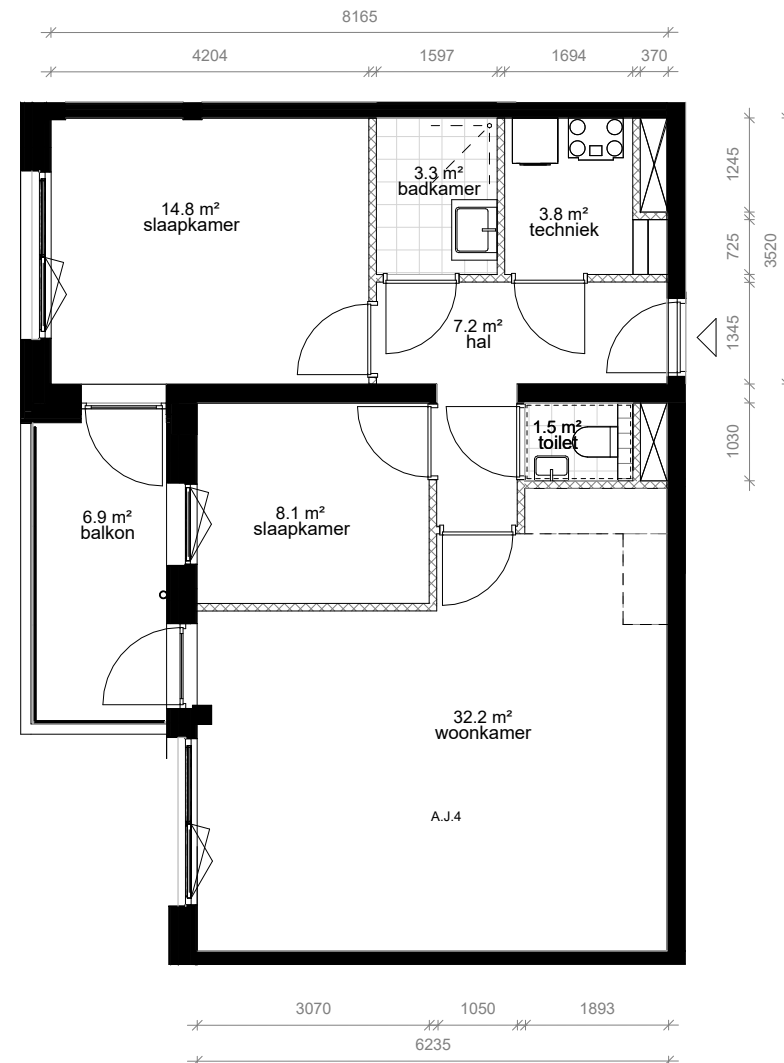 8165
4204
1597
1694
370
14.8 m²
slaapkamer
3.3 m²
badkamer
3.8 m²
techniek
1245
725
3520
1345
7.2 m²
hal
1.5 m²
toilet
1030
6.9 m²
balkon
8.1 m²
slaapkamer
32.2 m²
woonkamer
A.J.4
3070
1050
1893
6235